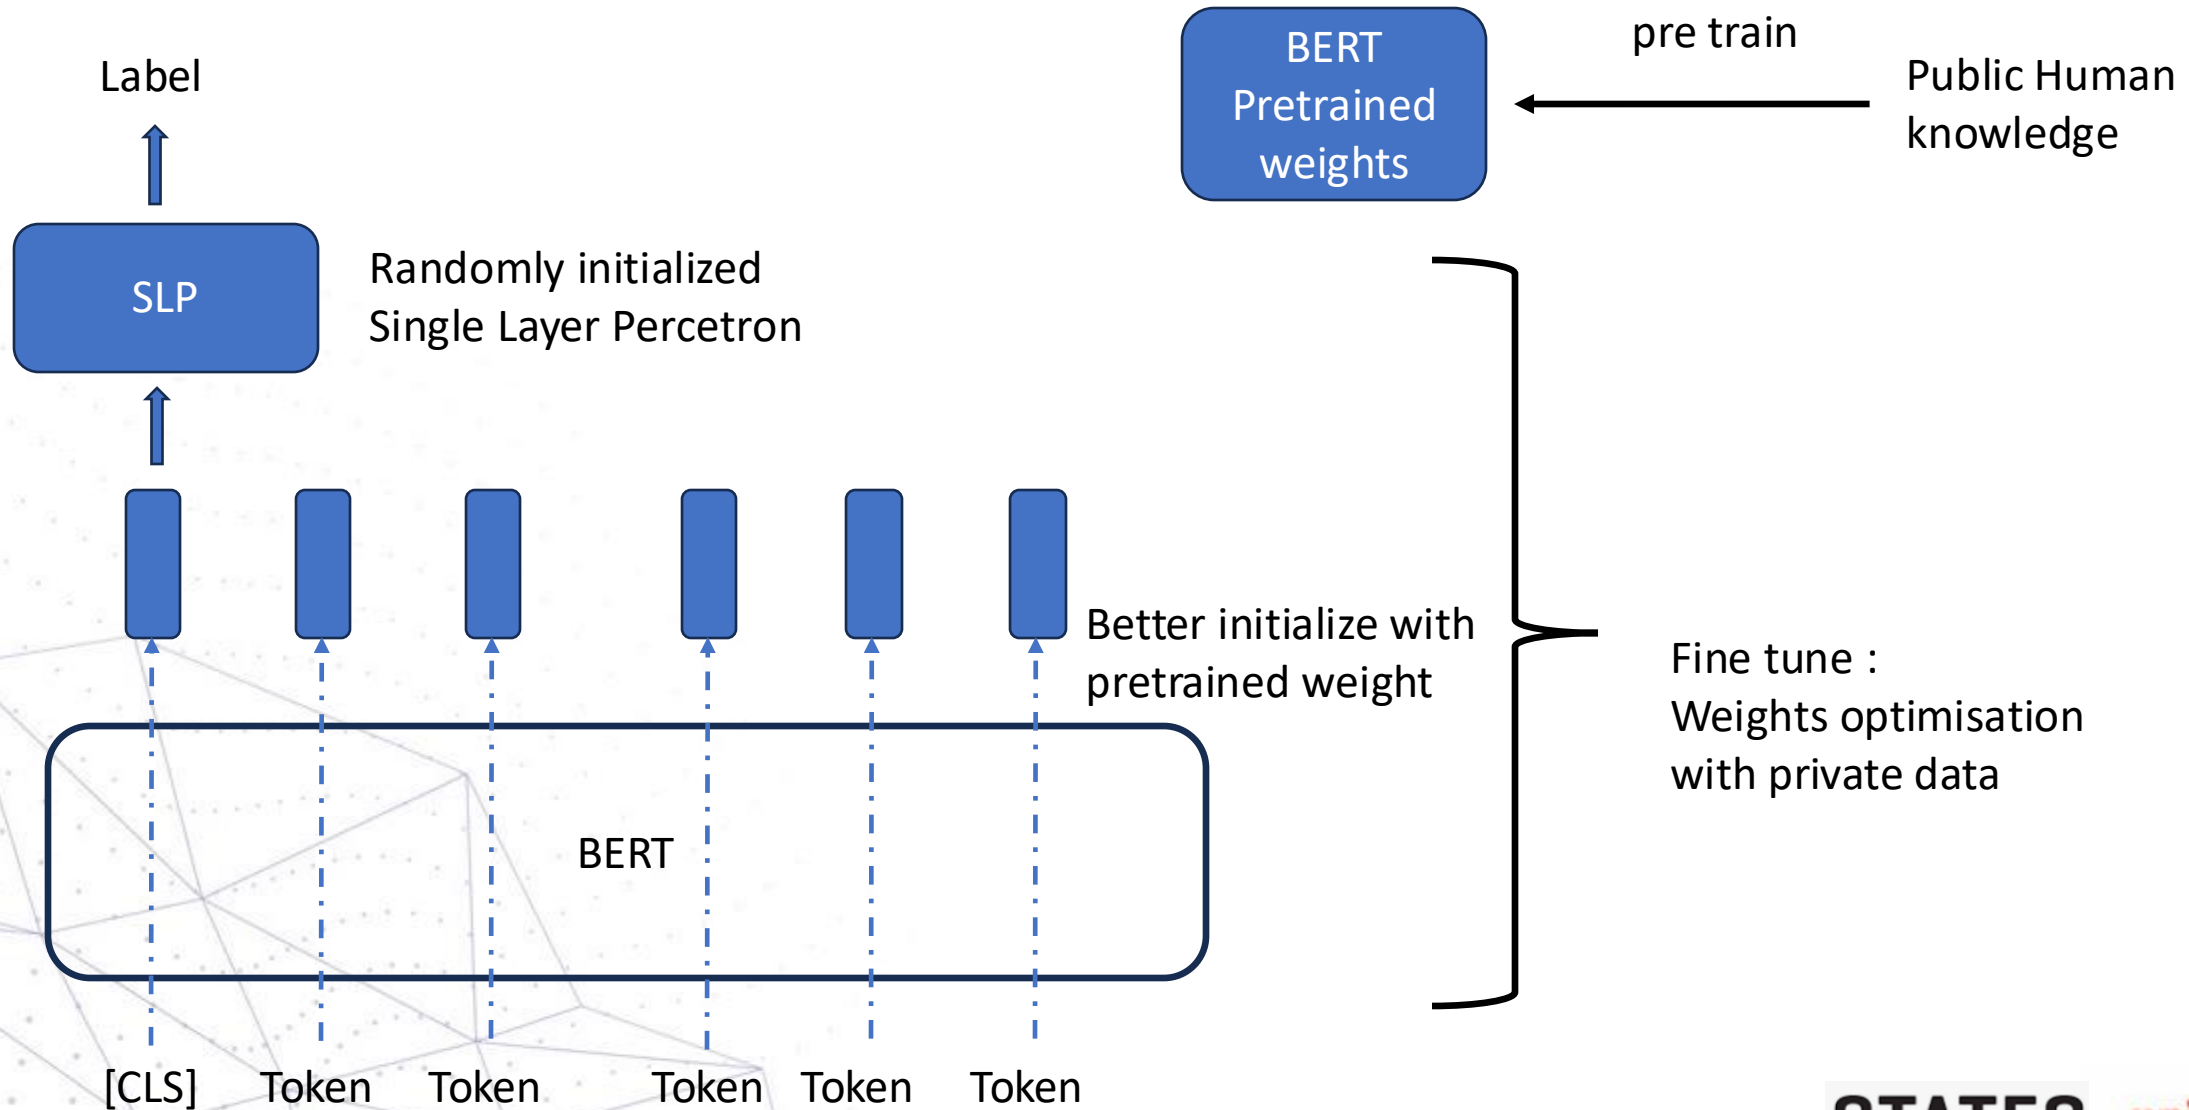 Label
SLP
Randomly initialized
Single Layer Percetron
BERT
Pretrained
weights
pre train
Public Human
knowledge
Better initialize with
pretrained weight
Fine tune :
Weights optimisation
with private data
BERT
[CLS] Token Token Token Token Token